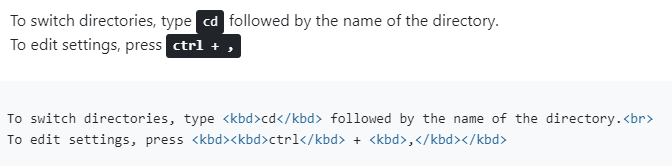 To switch directories, type cd followed by the name of the directory.
To edit settings, press ctrl + ,
To switch directories, type <kbd>cd</kbd> followed by the name of the directory.<br>
To edit settings, press <kbd><kbd>ctrl</kbd> + <kbd>,</kbd></kbd>